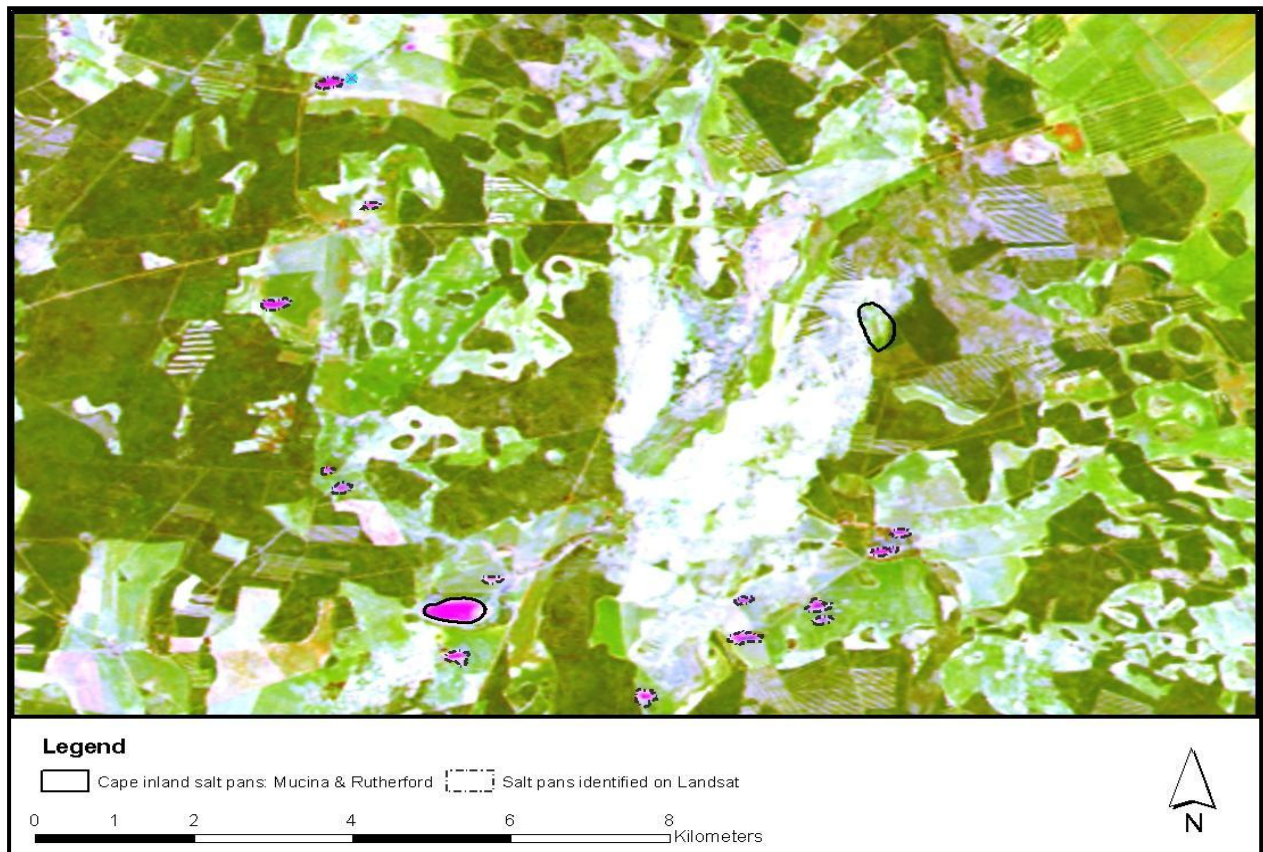 Legend
Cape inland salt pans: Mucina & Rutherford Salt pans identified on Landsat
0 1 2 4 6 8
Kilometers
N